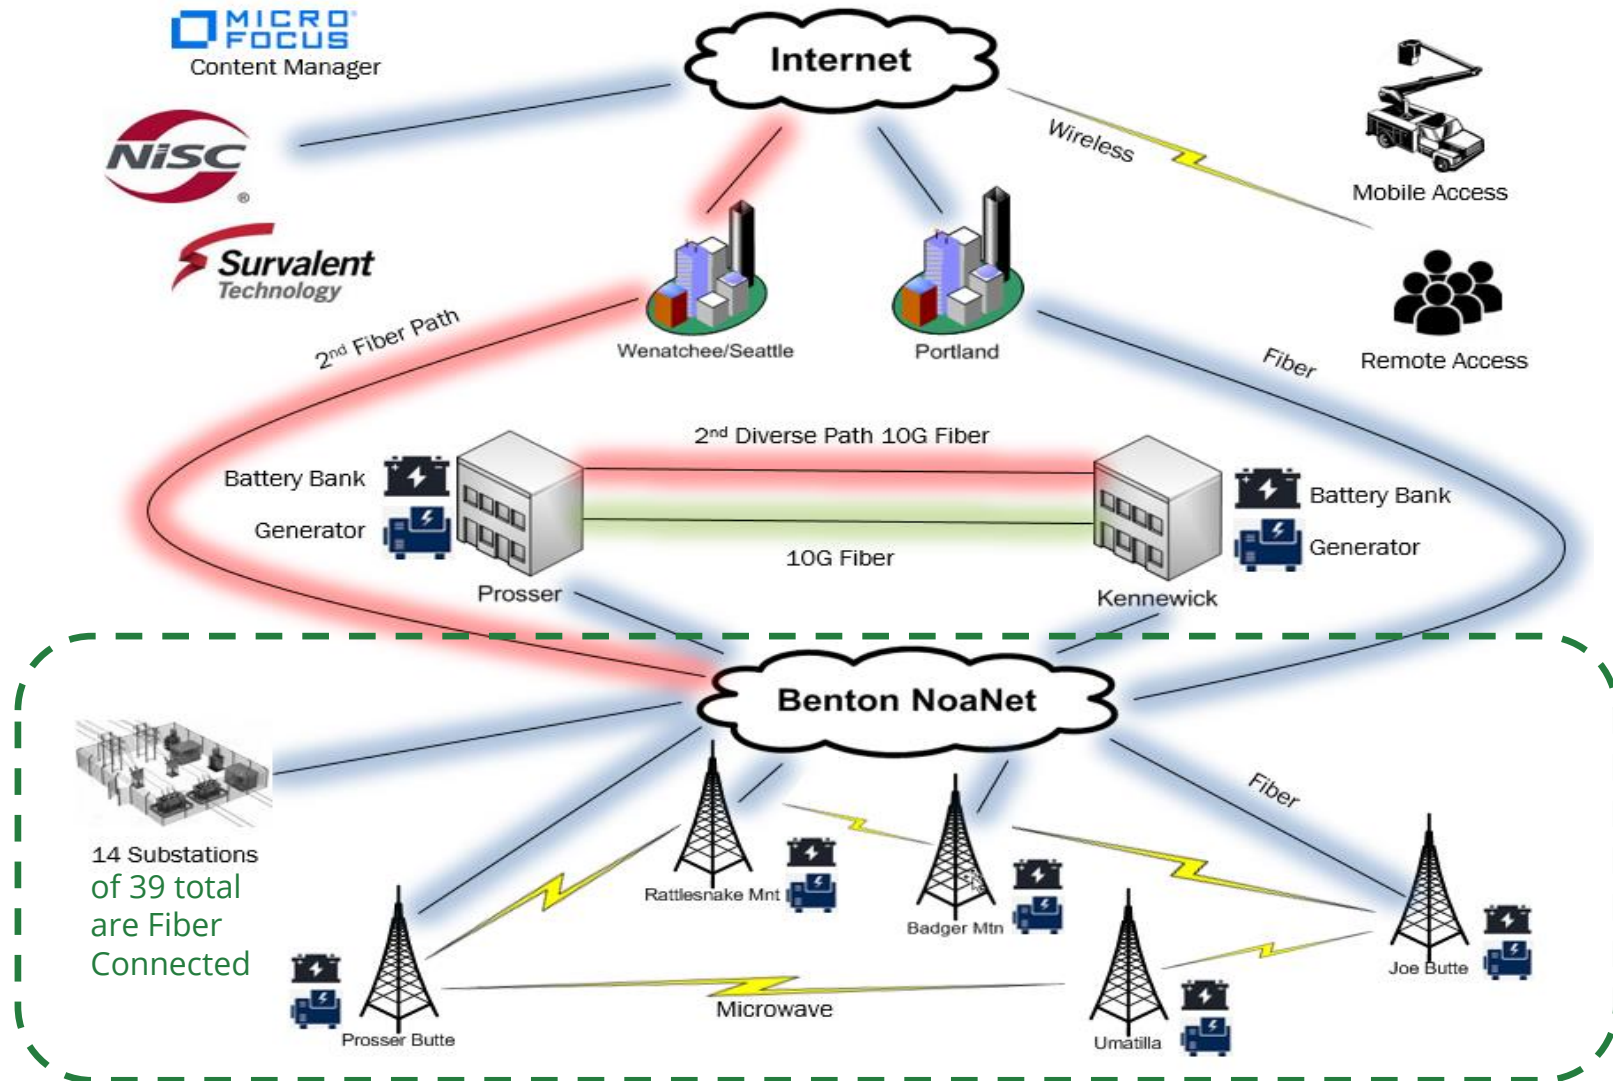 MICRO
FOCUS
Content Manager
Internet
Wireless
Mobile Access
NISC
®
Survalent
Technology
2nd Fiber Path
Wenatchee/Seattle
Portland
Fiber
Remote Access
2nd Diverse Path 10G Fiber
Battery Bank
Generator
10G Fiber
Battery Bank
Generator
Prosser
Kennewick
Benton NoaNet
Fiber
14 Substations
of 39 total
are Fiber
Connected
Rattlesnake Mnt
Badger Mtn
Joe Butte
Microwave
Prosser Butte
Umatilla